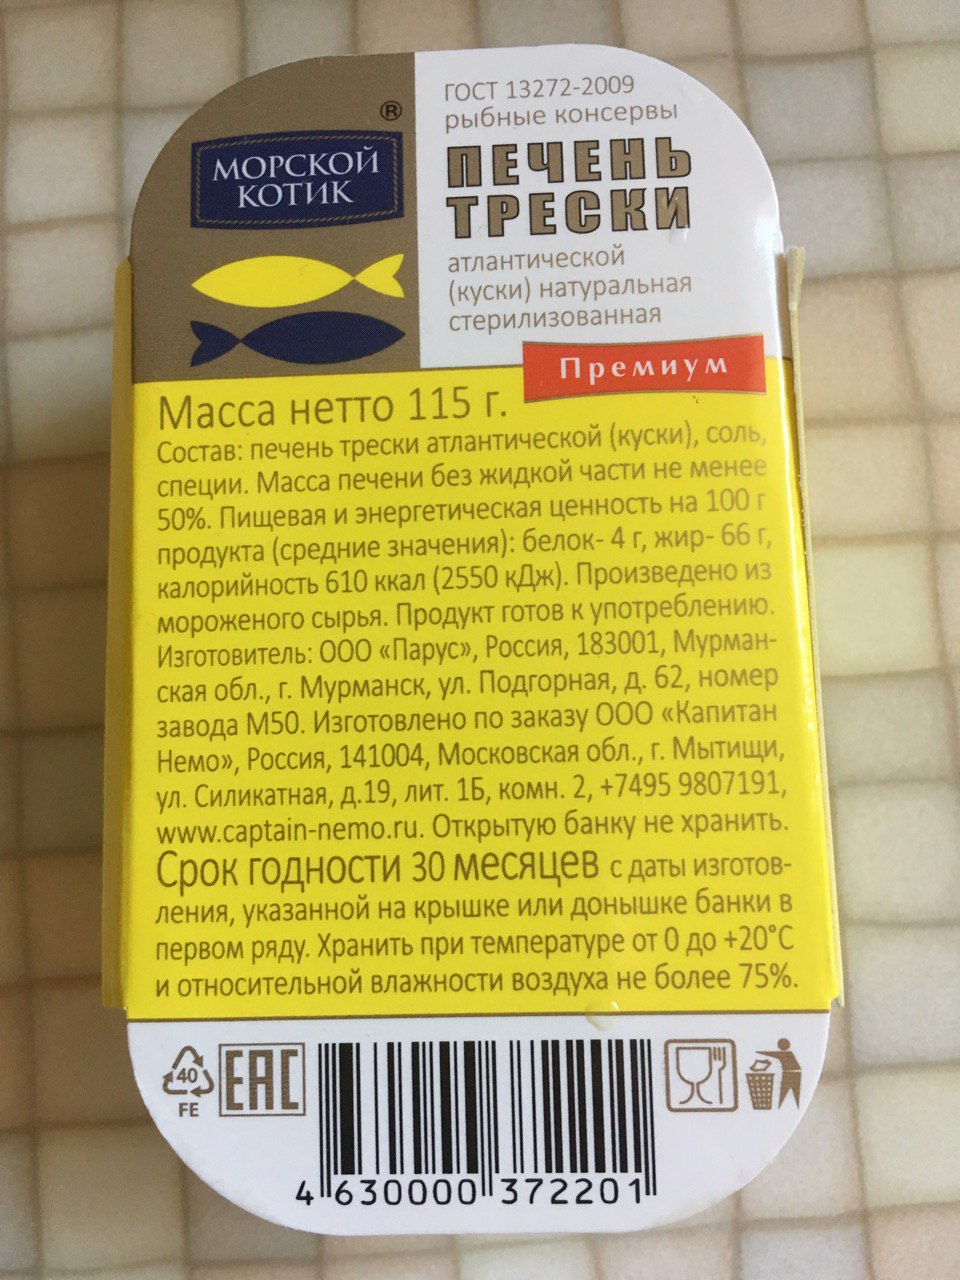 ГОСТ 13272-2009
рыбные консервы
®
МОРСКОЙ
КОТИК
ПЕЧЕНЬ
ТРЕСКИ
атлантической
(куски) натуральная
стерилизованная
Премиум
Масса нетто 115 г.
Состав: печень трески атлантической (куски), соль,
специи. Масса печени без жидкой части не менее
50%. Пищевая и энергетическая ценность на 100 г
продукта (средние значения): белок- 4 г, жир- 66 г,
калорийность 610 ккал (2550 кДж). Произведено из
мороженого сырья. Продукт готов к употреблению.
Изготовитель: ООО «Парус», Россия, 183001, Мурман-
ская обл., г. Мурманск, ул. Подгорная, д. 62, номер
завода М50. Изготовлено по заказу ООО «Капитан
Немо», Россия, 141004, Московская обл., г. Мытищи,
ул. Силикатная, д.19, лит. 1Б, комн. 2, +7495 9807191,
www.captain-nemo.ru. Открытую банку не хранить.
Срок годности 30 месяцев с даты изготов-
ления, указанной на крышке или донышке банки в
первом ряду. Хранить при температуре от 0 до +20°С
и относительной влажности воздуха не более 75%.
40
FE
EAC
4 630000 372201